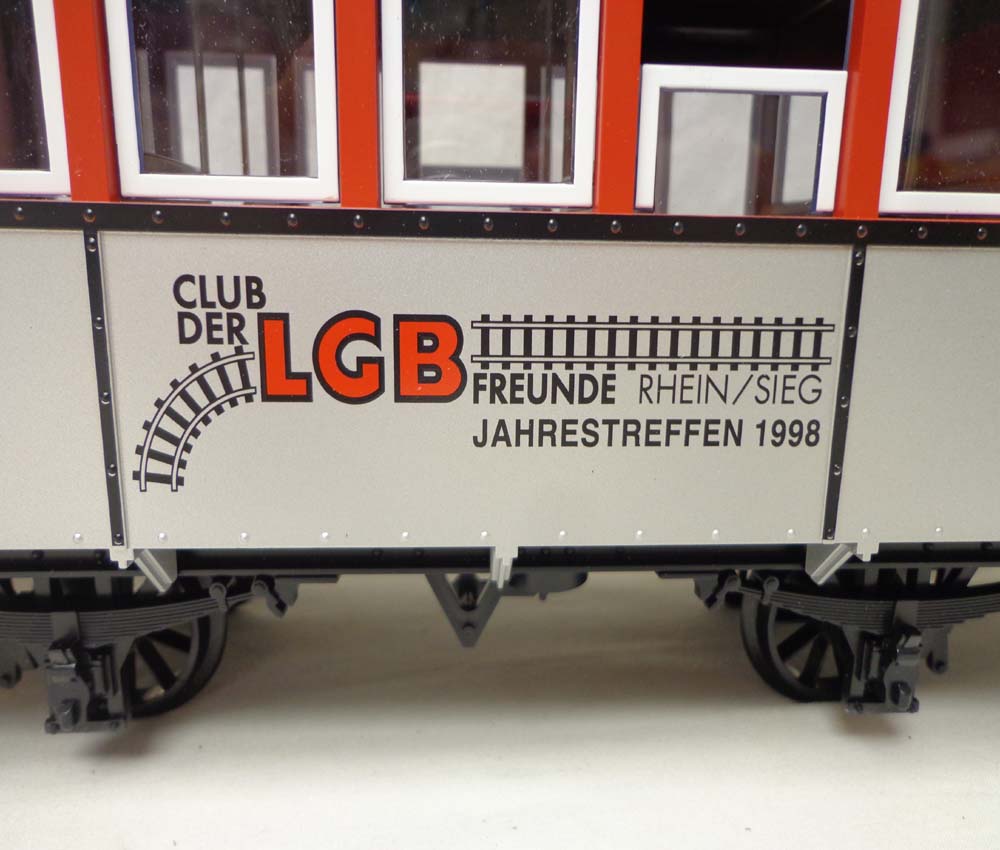 CLUB
DER LGB
FREUNDE RHEIN/SIEG
JAHRESTREFFEN 1998